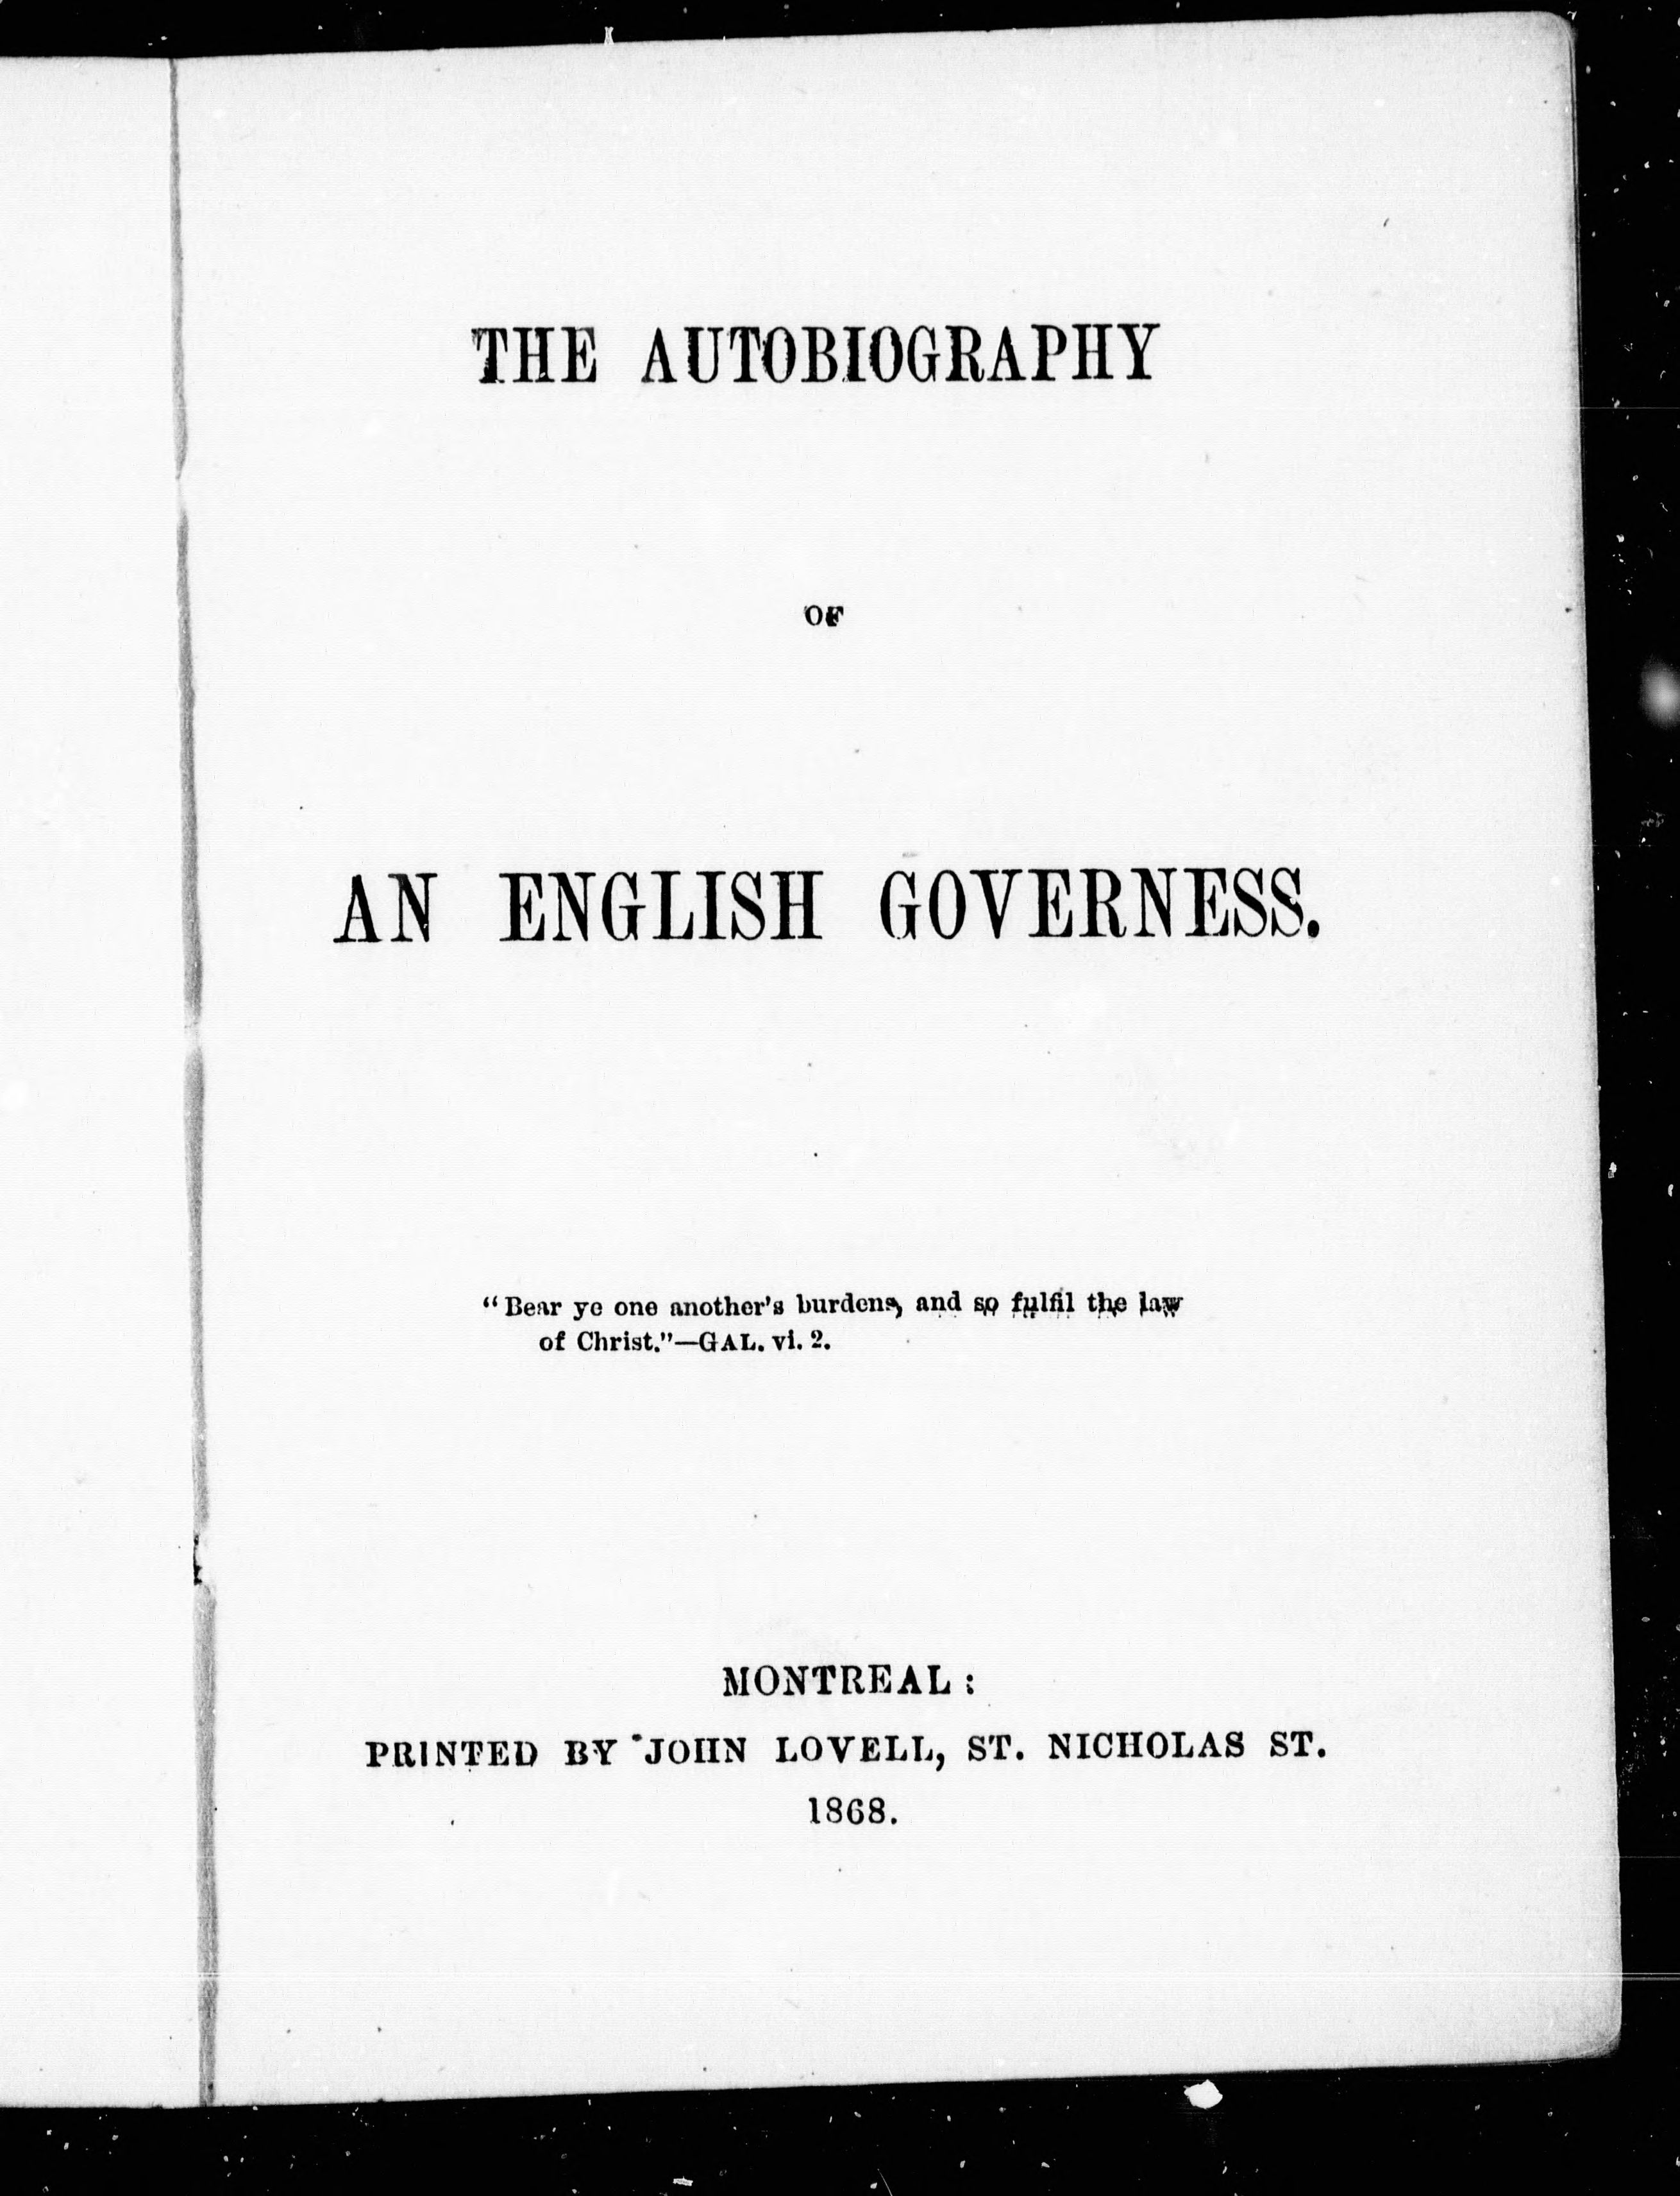 THE AUTOBIOGRAPHY
OF
AN ENGLISH GOVERNESS.
“Bear ye one another's burdens, and so fulfil the law
of Christ.”—GAL. vi. 2.
MONTREAL:
PRINTED BY JOHN LOVELL, ST. NICHOLAS ST.
1868.